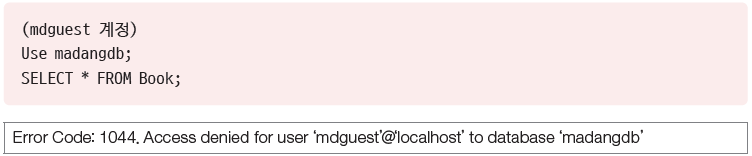 (mdguest 계정)
Use madangdb;
SELECT * FROM Book;
Error Code: 1044. Access denied for user ‘mdguest’@‘localhost’ to database ‘madangdb’